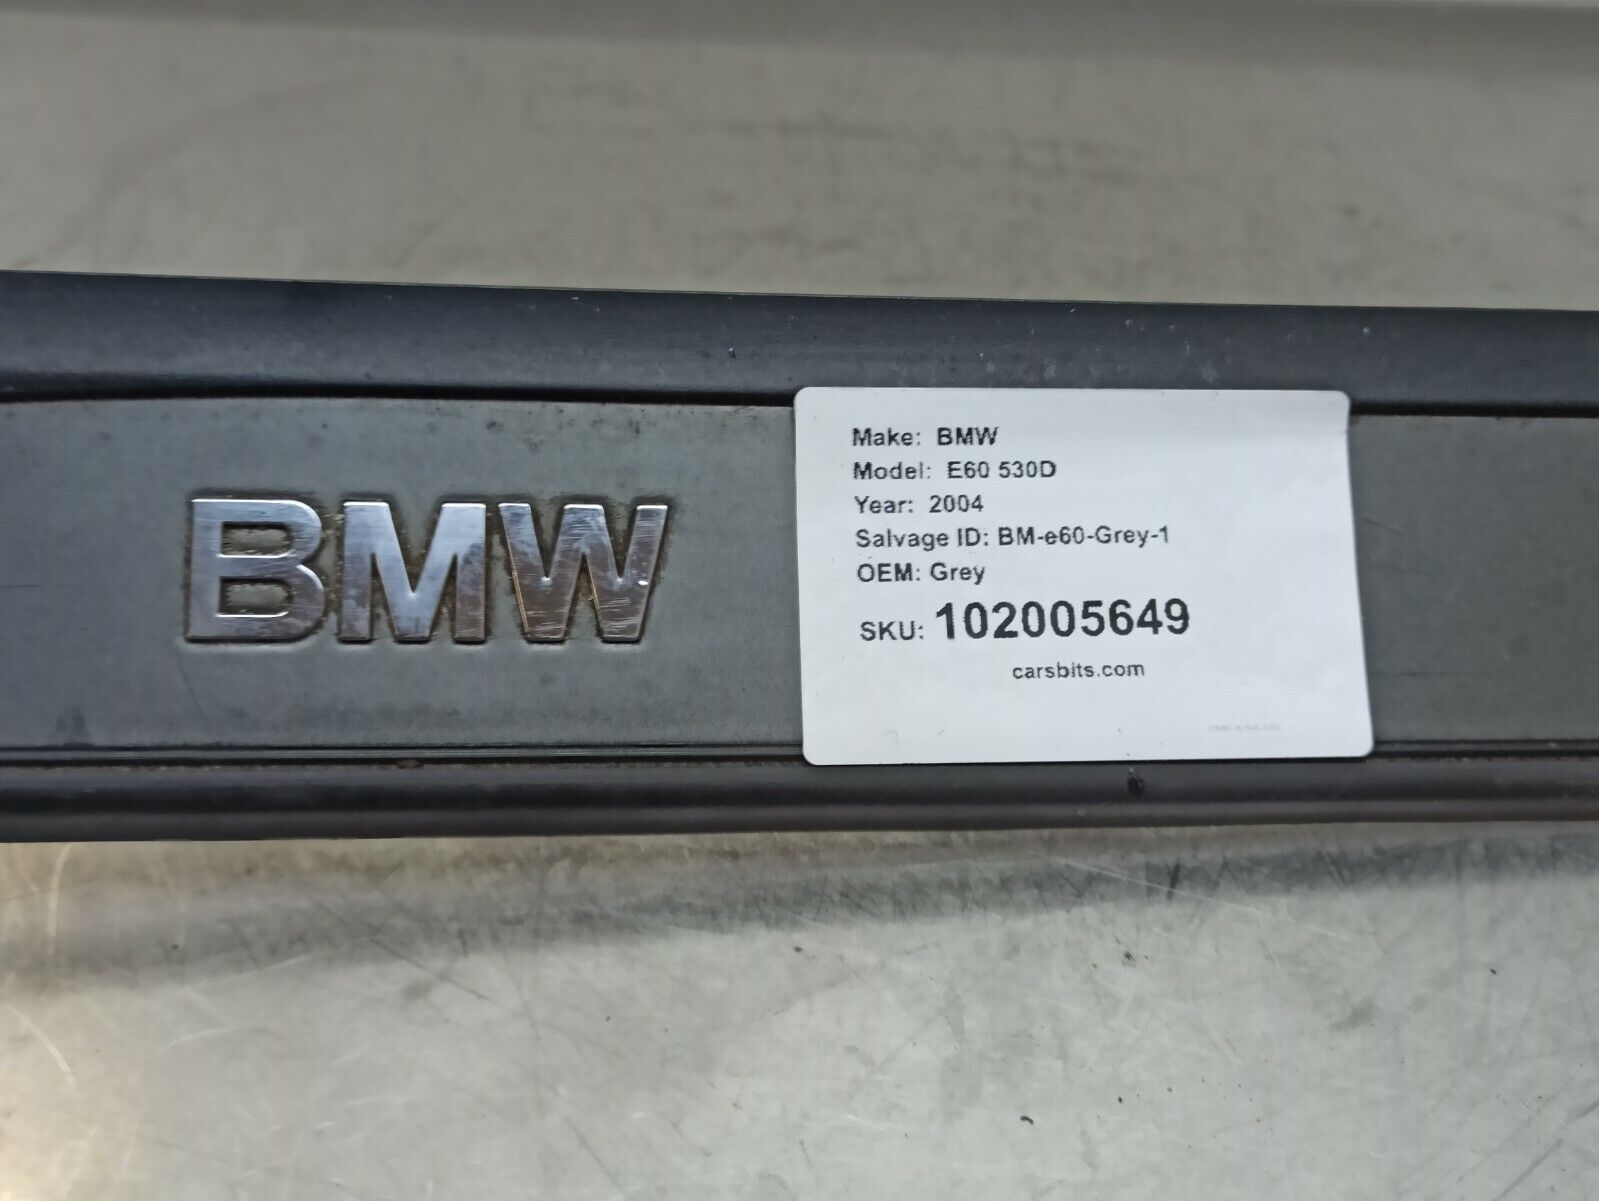 BMW
Make: BMW
Model: E60 530D
Year: 2004
Salvage ID: BM-e60-Grey-1
OEM: Grey
SKU: 102005649
carsbits.com